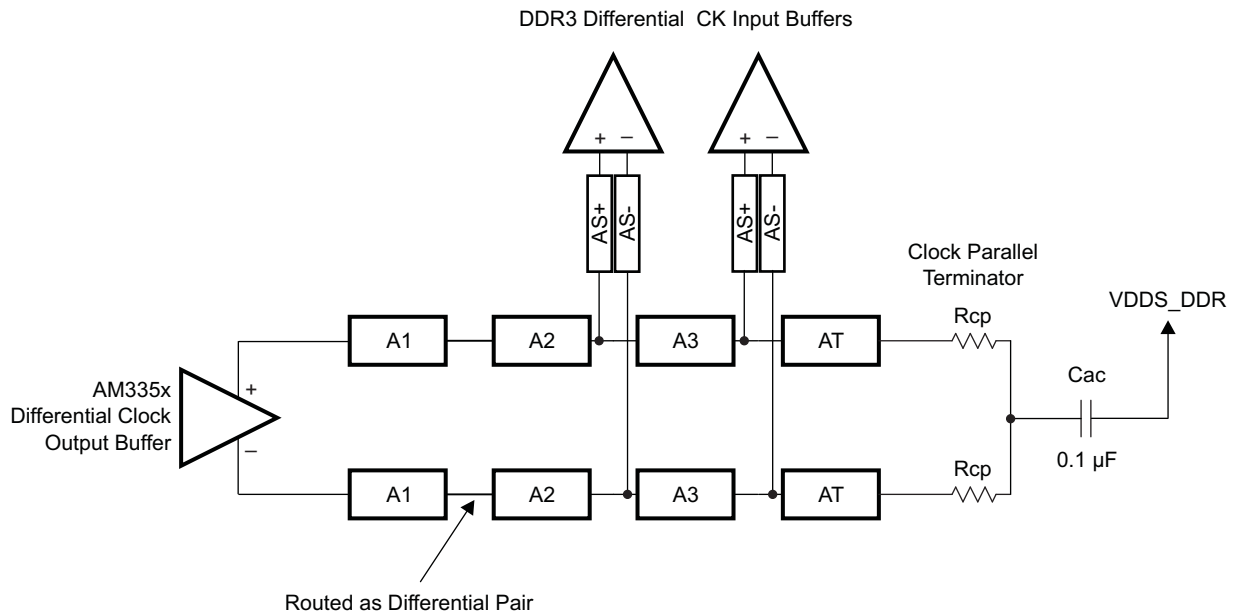 DDR3 Differential CK Input Buffers
+ –
+ –
AS+
AS-
AS+
AS-
Clock Parallel
Terminator
VDDS_DDR
A1
A2
A3
AT
Rcp
AM335x
Differential Clock
Output Buffer
+
–
Cac
0.1 µF
A1
A2
A3
AT
Rcp
Routed as Differential Pair